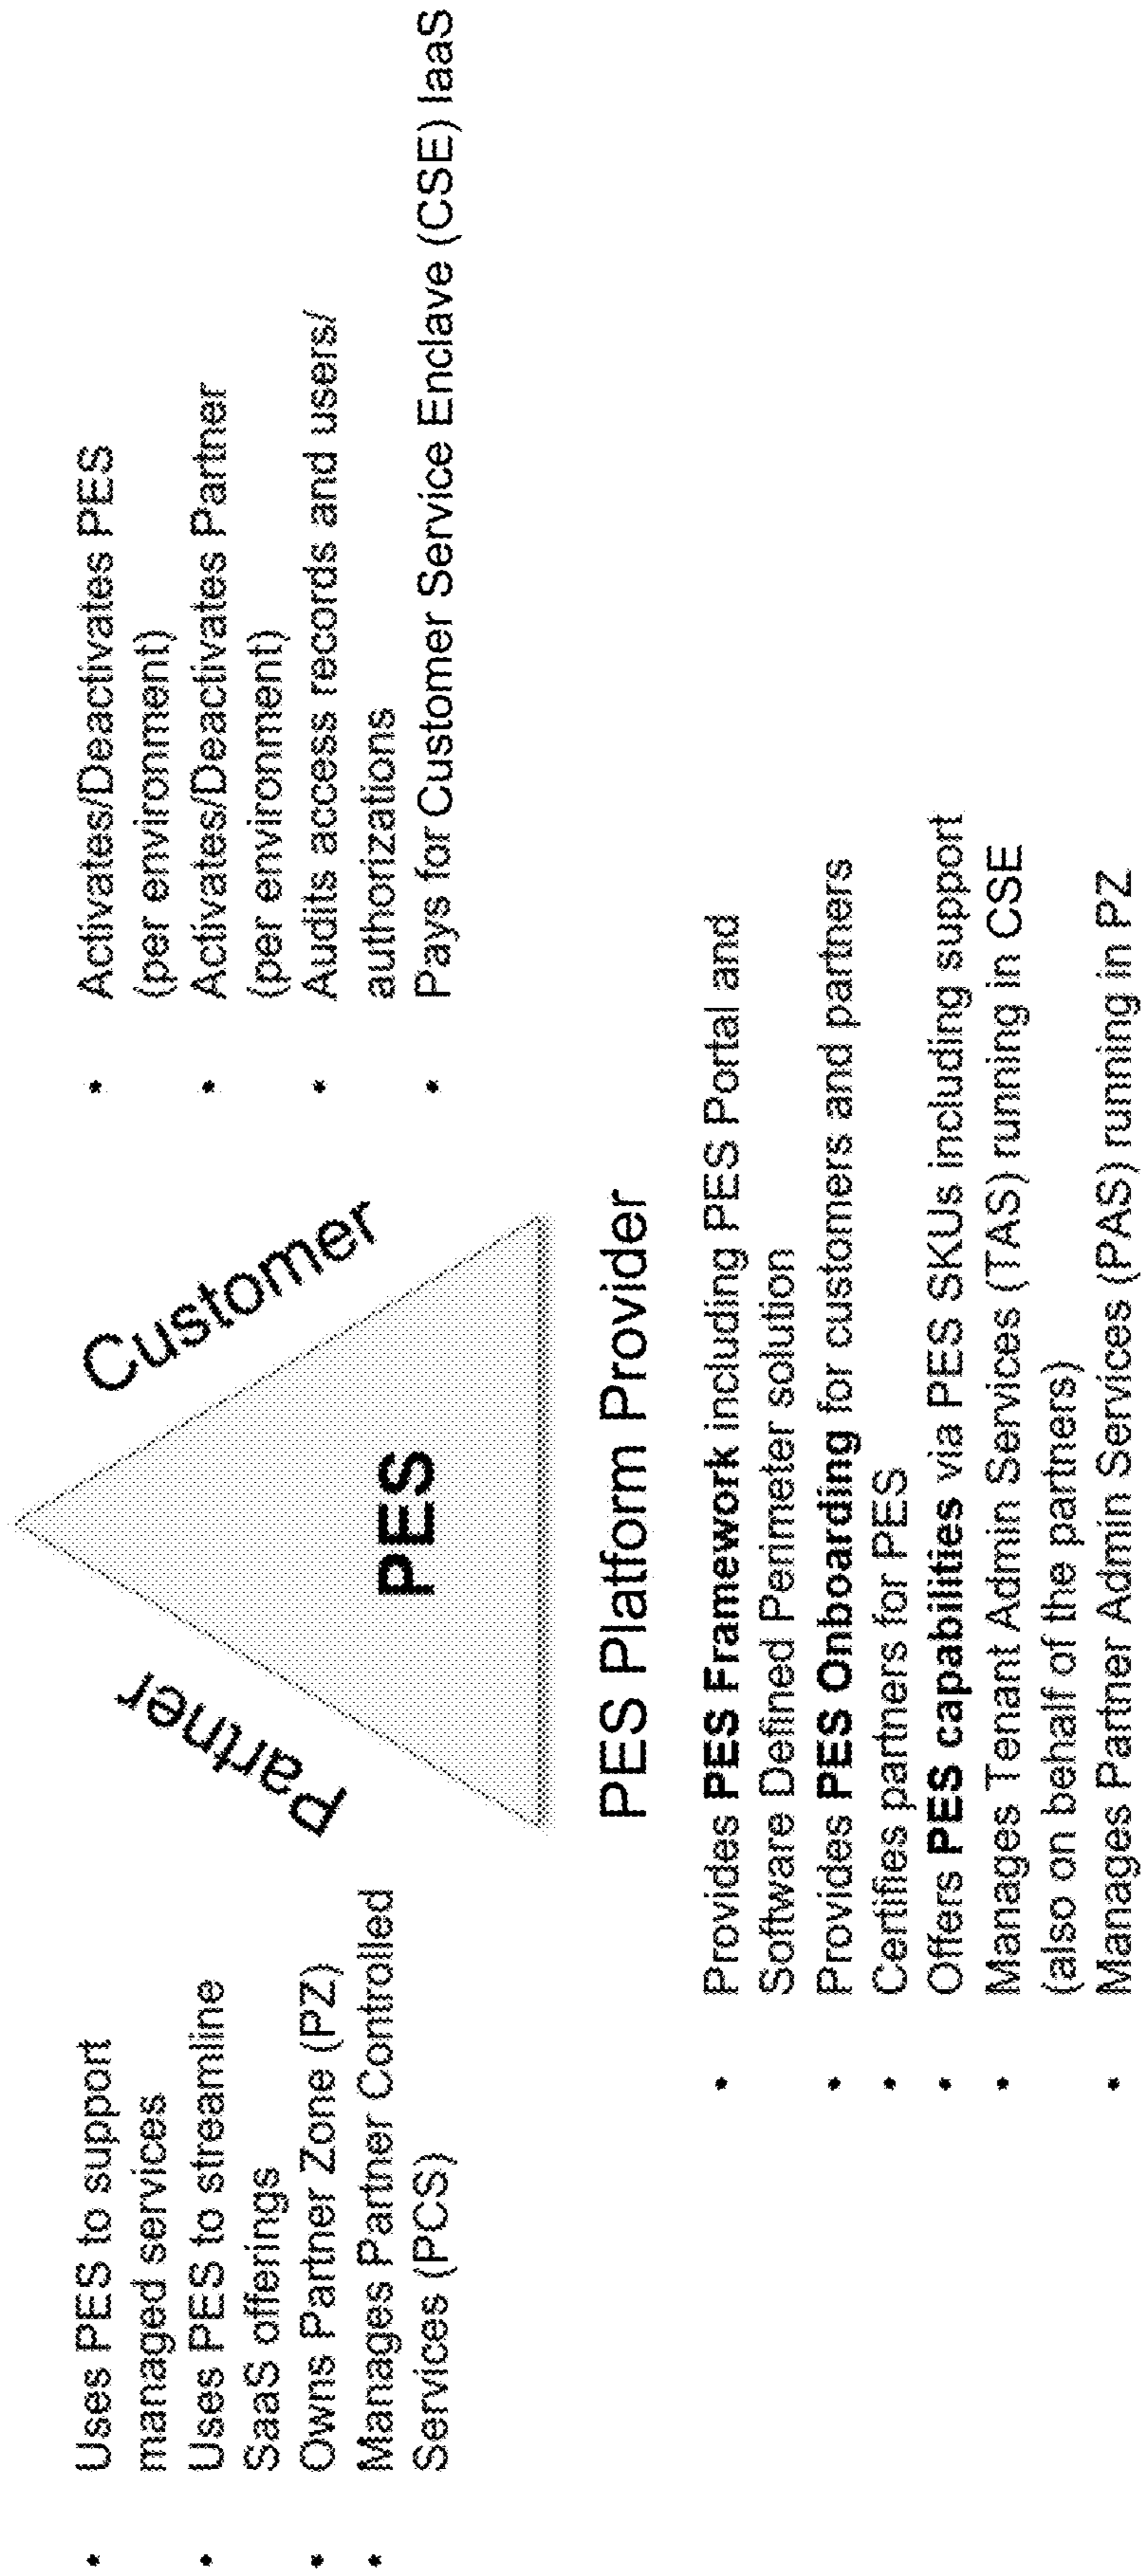 • Uses PES to support
managed services
• Uses PES to streamline
SaaS offerings
• Owns Partner Zone (PZ)
• Manages Partner Controlled
Services (PCS)
Partner
PES
Customer
• Activates/Deactivates PES
(per environment)
• Activates/Deactivates Partner
(per environment)
• Audits access records and users/
authorizations
• Pays for Customer Service Enclave (CSE) IaaS
PES Platform Provider
• Provides PES Framework including PES Portal and
Software Defined Perimeter solution
• Provides PES Onboarding for customers and partners
• Certifies partners for PES
• Offers PES capabilities via PES SKUs including support
• Manages Tenant Admin Services (TAS) running in CSE
(also on behalf of the partners)
• Manages Partner Admin Services (PAS) running in PZ